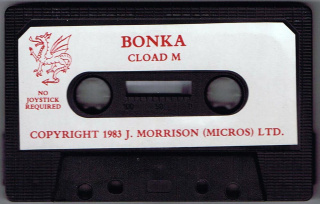 BONKA
CLOAD M
NO
JOYSTICK
REQUIRED
COPYRIGHT 1983 J. MORRISON (MICROS) LTD.